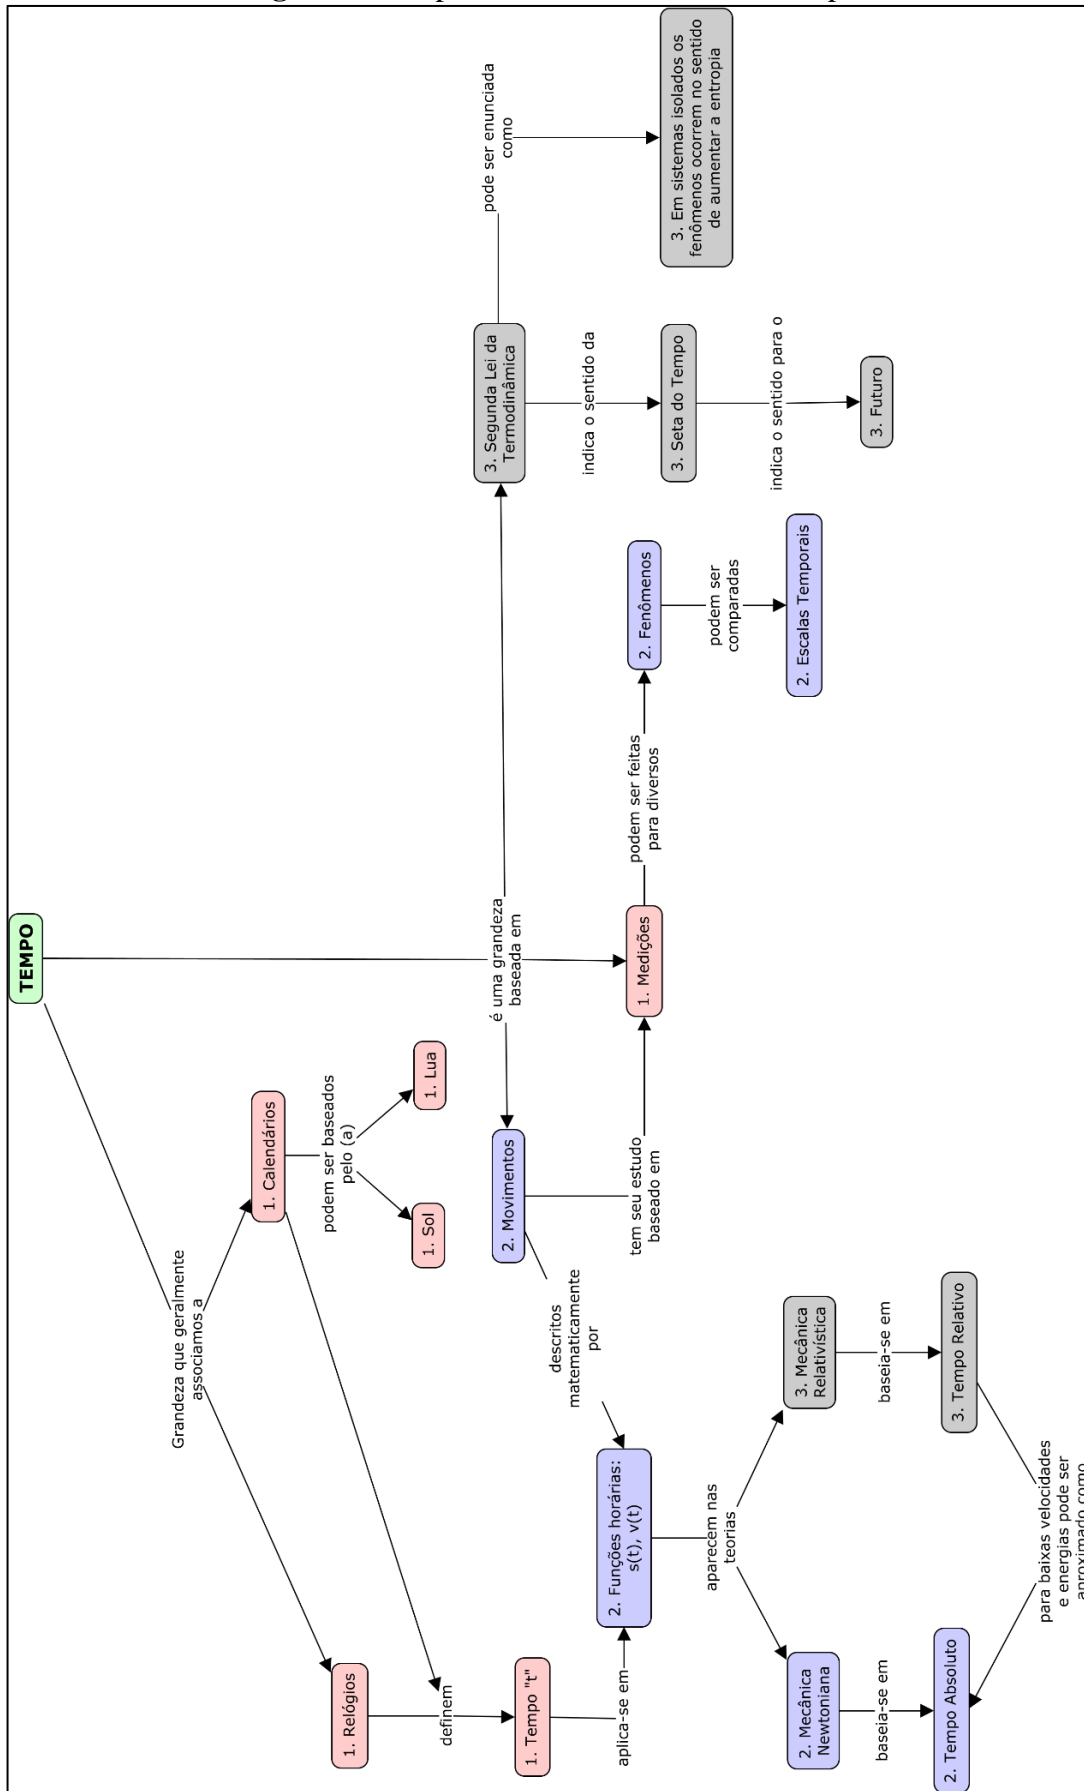 TEMPO
Grandeza que geralmente
associamos a
1. Relógios
1. Calendários
podem ser baseados
pelo (a)
1. Sol
1. Lua
definem
1. Tempo "t"
aplica-se em
é uma grandeza
baseada em
2. Movimentos
descritos
matematicamente
por
tem seu estudo
baseado em
2. Funções horárias:
s(t), v(t)
1. Medições
podem ser feitas
para diversos
2. Fenômenos
podem ser
comparadas
2. Escalas Temporais
3. Segunda Lei da
Termodinâmica
pode ser enunciada
como
3. Em sistemas isolados os
fenômenos ocorrem no sentido
de aumentar a entropia
indica o sentido da
3. Seta do Tempo
indica o sentido para o
3. Futuro
aparecem nas
teorias
2. Mecânica
Newtoniana
baseia-se em
2. Tempo Absoluto
3. Mecânica
Relativística
baseia-se em
3. Tempo Relativo
para baixas velocidades
e energias pode ser
aproximado como